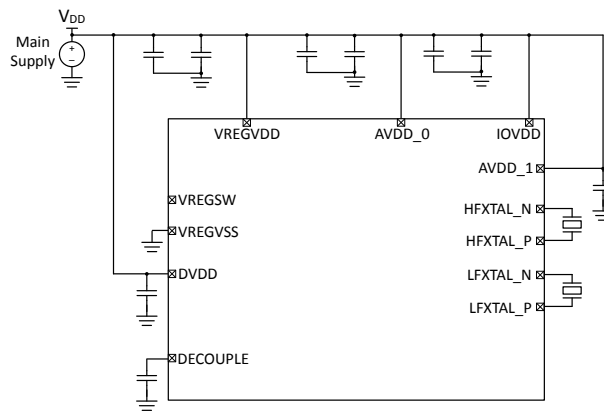 VDD
Main
Supply
+
−
VREGVDD
AVDD_0
IOVDD
AVDD_1
VREGSW
HFXTAL_N
VREGVSS
HFXTAL_P
DVDD
LFXTAL_N
LFXTAL_P
DECOUPLE